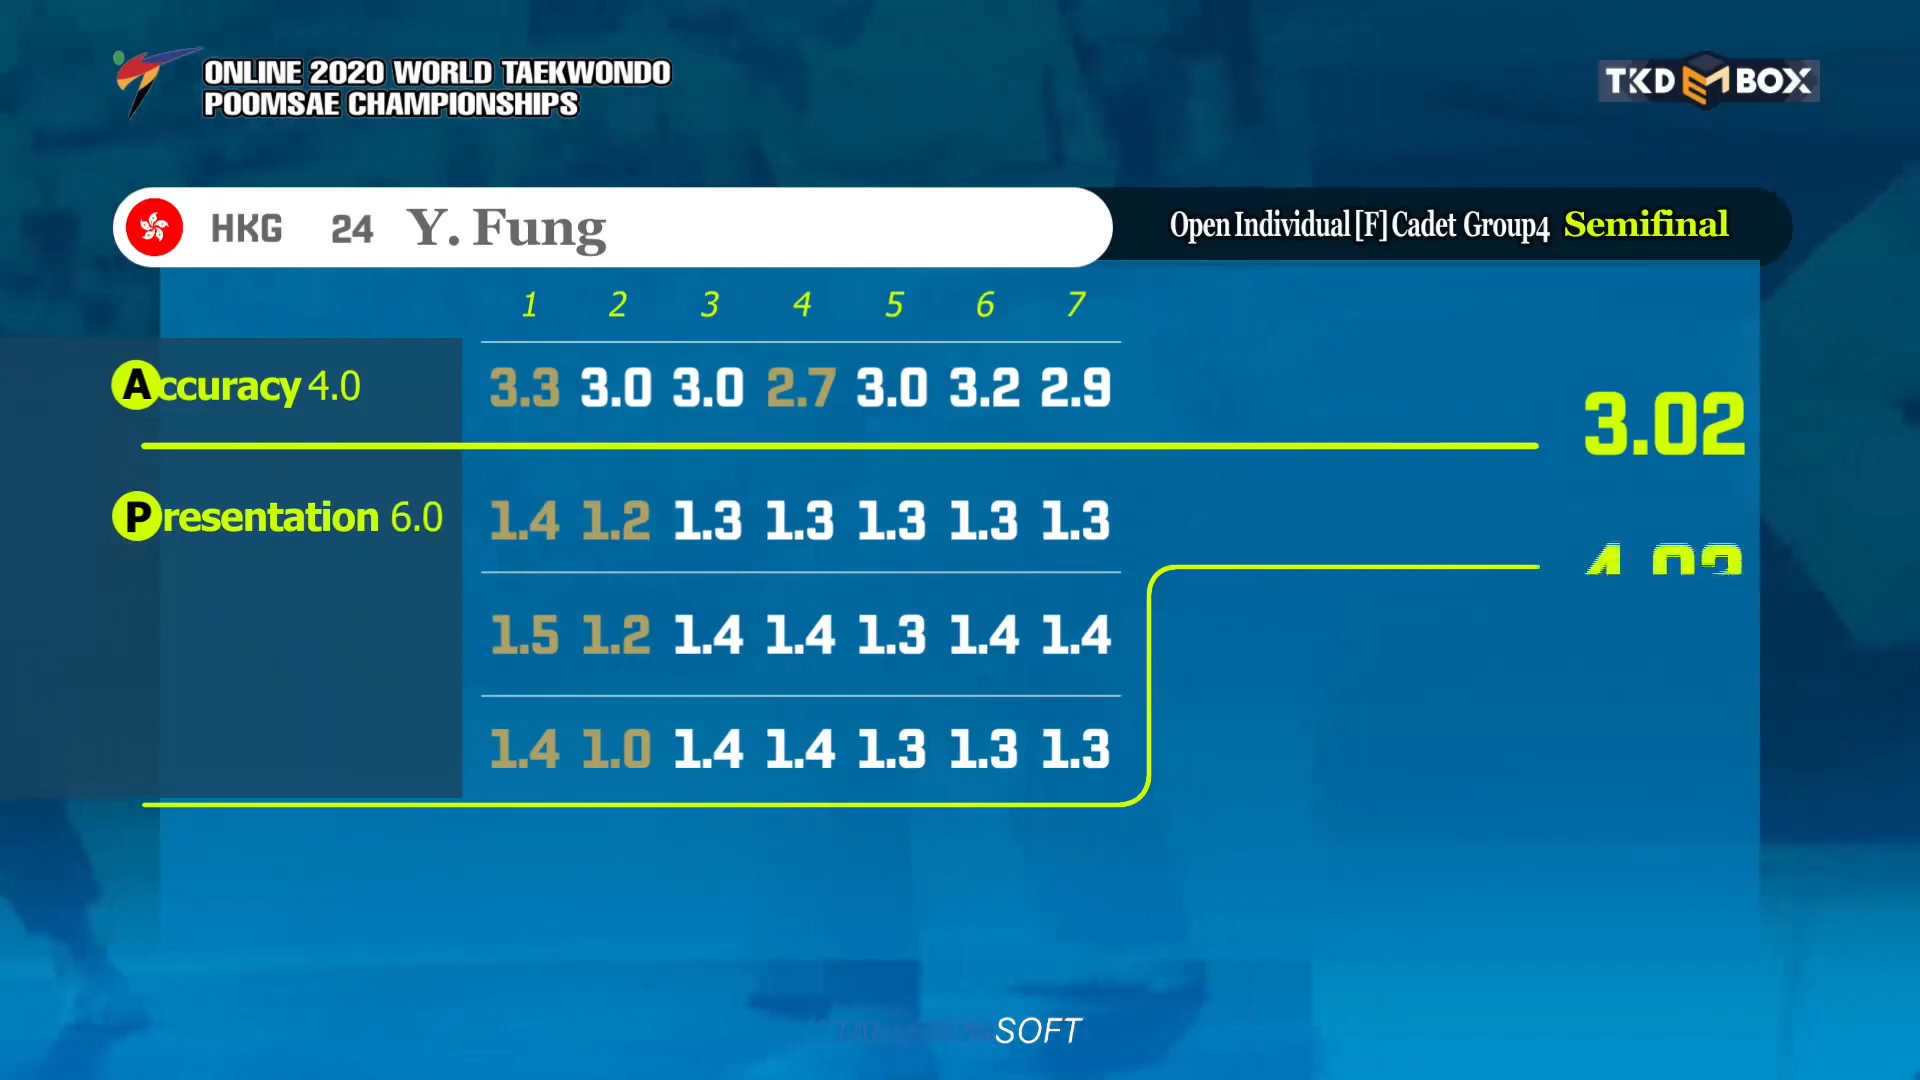 ONLINE 2020 WORLD TAEKWONDO
POOMSAE CHAMPIONSHIPS
TKD BOX
HKG 24 Y. Fung
Open Individual [F] Cadet Group4 Semifinal
1 2 3 4 5 6 7
Accuracy 4.0 3.3 3.0 3.0 2.7 3.0 3.2 2.9
3.02
Presentation 6.0 1.4 1.2 1.3 1.3 1.3 1.3 1.3
1.5 1.2 1.4 1.4 1.3 1.4 1.4
1.4 1.0 1.4 1.4 1.3 1.3 1.3
SOFT